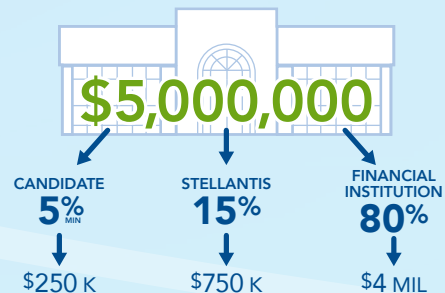 $5,000,000
CANDIDATE
5% MIN
$250 K
STELLANTIS
15%
$750 K
FINANCIAL
INSTITUTION
80%
$4 MIL